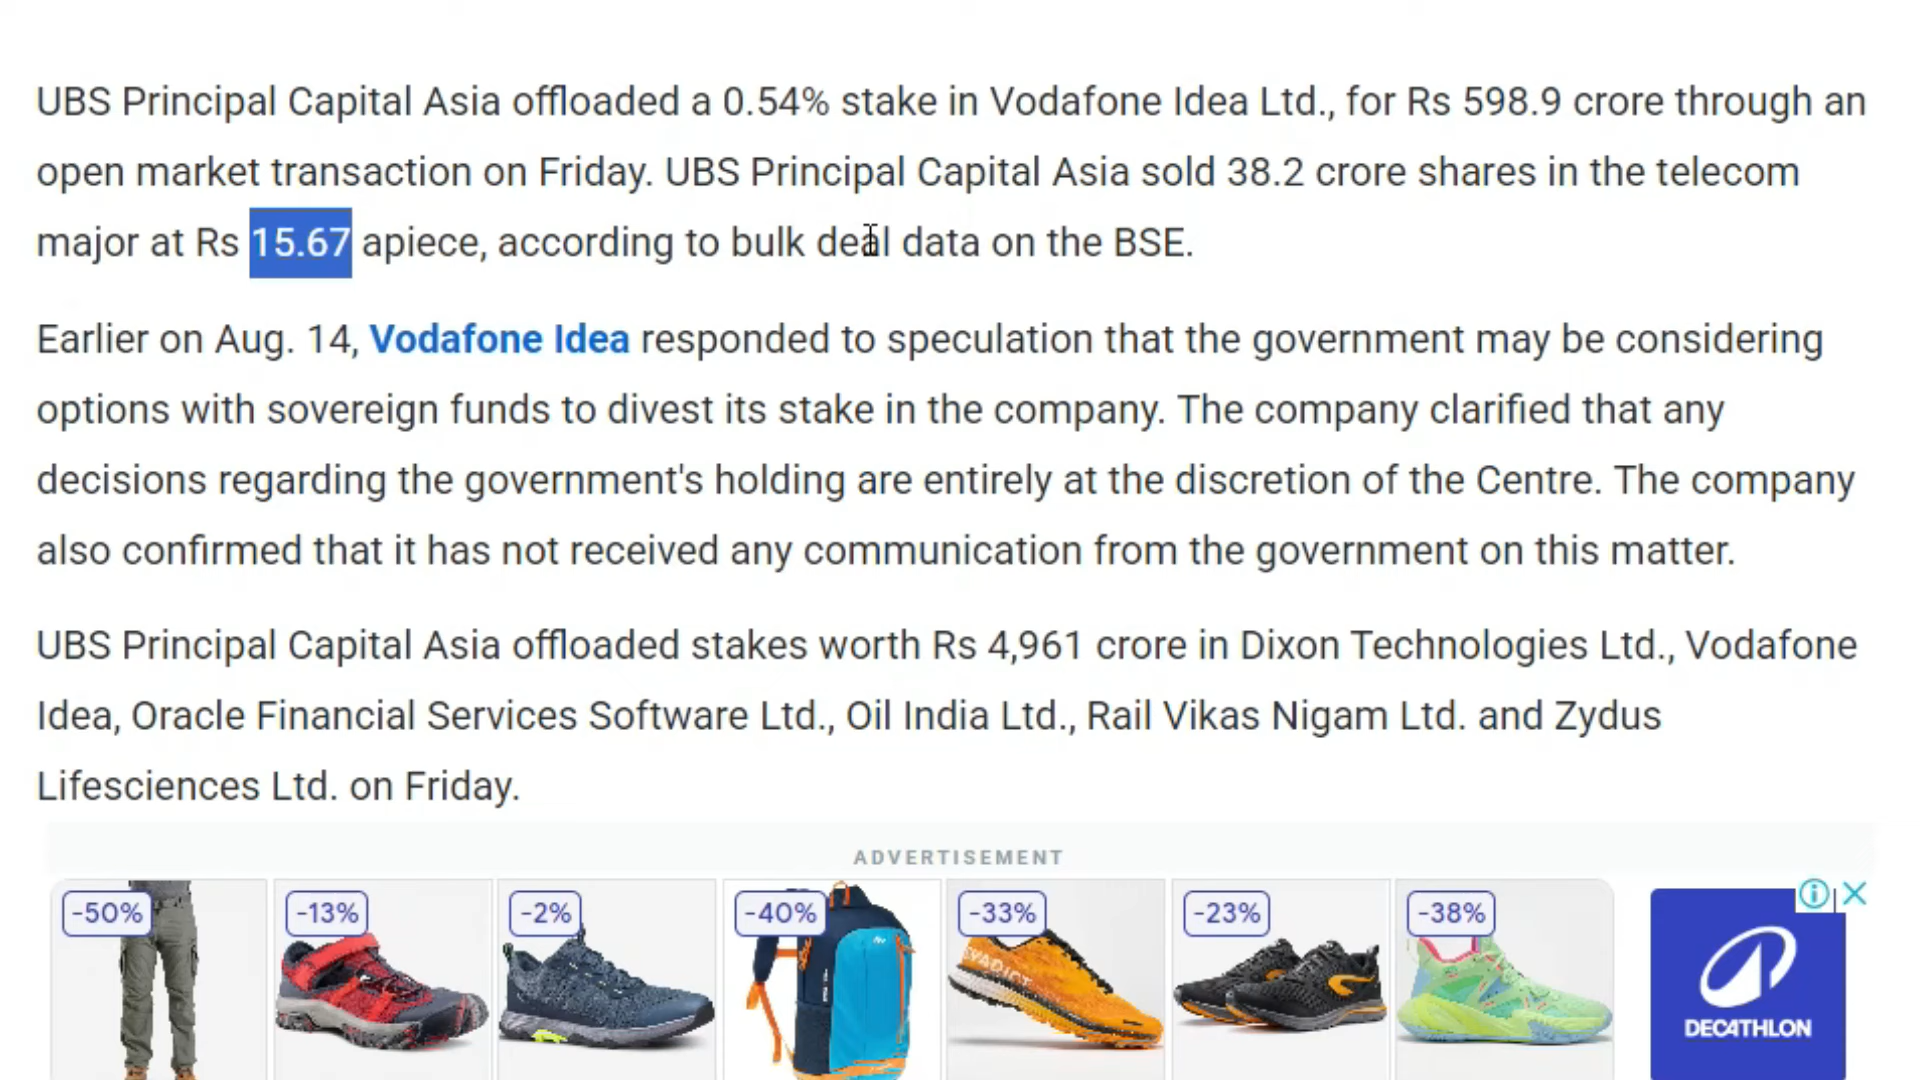 UBS Principal Capital Asia offloaded a 0.54% stake in Vodafone Idea Ltd., for Rs 598.9 crore through an
open market transaction on Friday. UBS Principal Capital Asia sold 38.2 crore shares in the telecom
major at Rs 15.67 apiece, according to bulk deal data on the BSE.
Earlier on Aug. 14, Vodafone Idea responded to speculation that the government may be considering
options with sovereign funds to divest its stake in the company. The company clarified that any
decisions regarding the government's holding are entirely at the discretion of the Centre. The company
also confirmed that it has not received any communication from the government on this matter.
UBS Principal Capital Asia offloaded stakes worth Rs 4,961 crore in Dixon Technologies Ltd., Vodafone
Idea, Oracle Financial Services Software Ltd., Oil India Ltd., Rail Vikas Nigam Ltd. and Zydus
Lifesciences Ltd. on Friday.
ADVERTISEMENT
-50% -13% -2% -40% -33% -23% -38%
EVADICT
DECATHLON